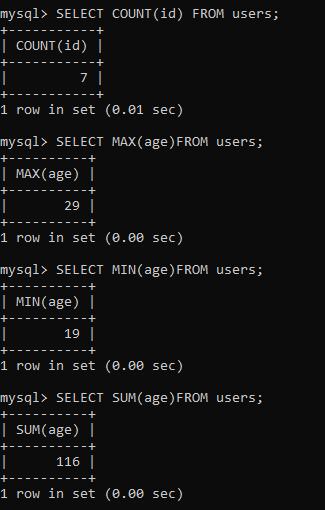 mysql> SELECT COUNT(id) FROM users;
+-----------+
| COUNT(id) |
+-----------+
|         7 |
+-----------+
1 row in set (0.01 sec)

mysql> SELECT MAX(age)FROM users;
+----------+
| MAX(age) |
+----------+
|       29 |
+----------+
1 row in set (0.00 sec)

mysql> SELECT MIN(age)FROM users;
+----------+
| MIN(age) |
+----------+
|       19 |
+----------+
1 row in set (0.00 sec)

mysql> SELECT SUM(age)FROM users;
+----------+
| SUM(age) |
+----------+
|      116 |
+----------+
1 row in set (0.00 sec)